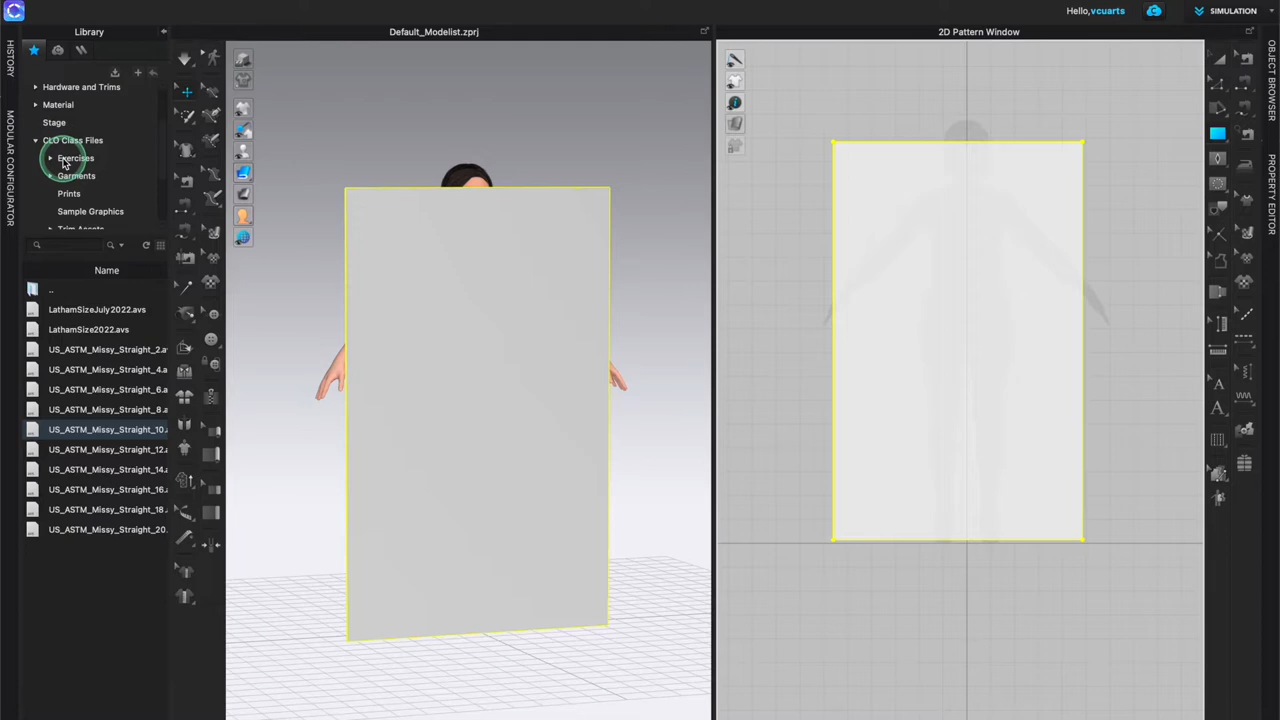 Hello,vcuarts
SIMULATION
Library
Default_Modelist.zprj
2D Pattern Window
HISTORY
MODULAR CONFIGURATOR
OBJECT BROWSER
PROPERTY EDITOR
Hardware and Trims
Material
Stage
CLO Class Files
Exercises
Garments
Prints
Sample Graphics
Trim Assets
Name
..
LathamSizeJuly2022.avs
LathamSize2022.avs
US_ASTM_Missy_Straight_2.a
US_ASTM_Missy_Straight_4.a
US_ASTM_Missy_Straight_6.a
US_ASTM_Missy_Straight_8.a
US_ASTM_Missy_Straight_10.a
US_ASTM_Missy_Straight_12.a
US_ASTM_Missy_Straight_14.a
US_ASTM_Missy_Straight_16.a
US_ASTM_Missy_Straight_18.a
US_ASTM_Missy_Straight_20.a